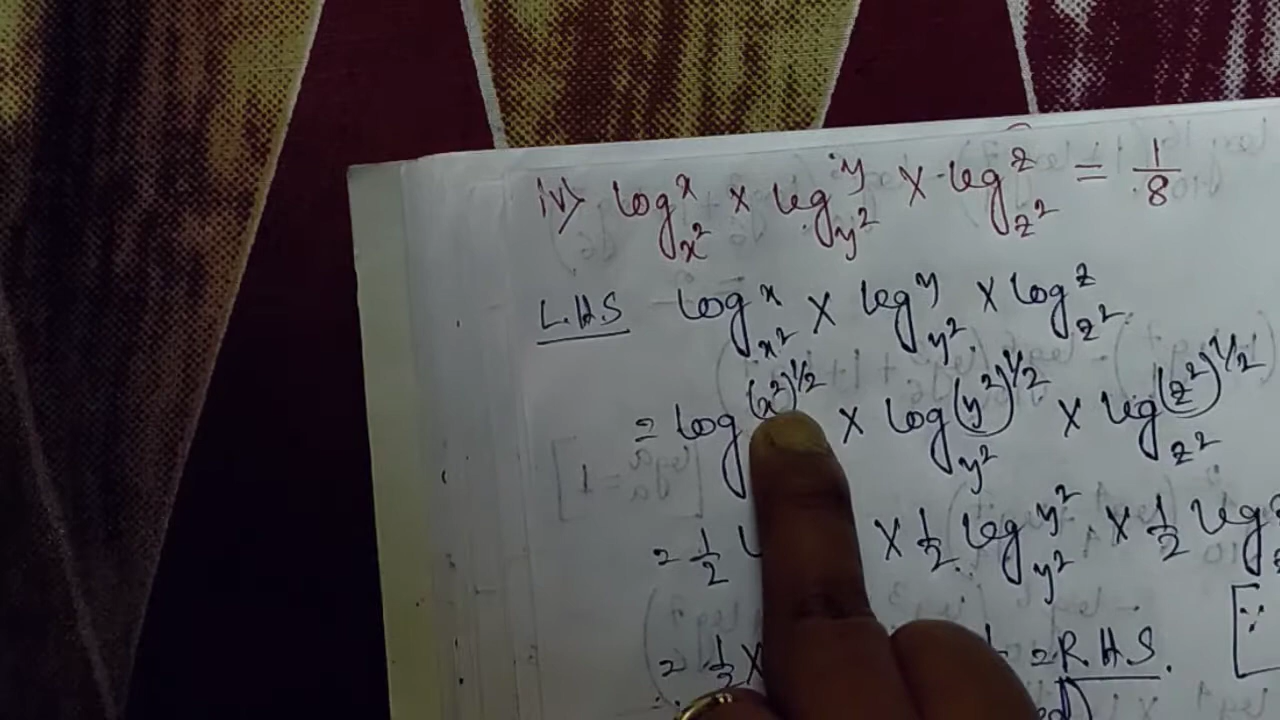 iv) log_{x²}^{x} × log_{y²}^{y} × log_{z²}^{z} = 1/8
L.H.S log_{x²}^{x} × log_{y²}^{y} × log_{z²}^{z}
= log^{(x²)^{1/2}} × log_{y²}^{(y²)^{1/2}} × log_{z²}^{(z²)^{1/2}}
= 1/2 × 1/2 log_{y²}^{y²} × 1/2 log
= 1/2 × = R.H.S.